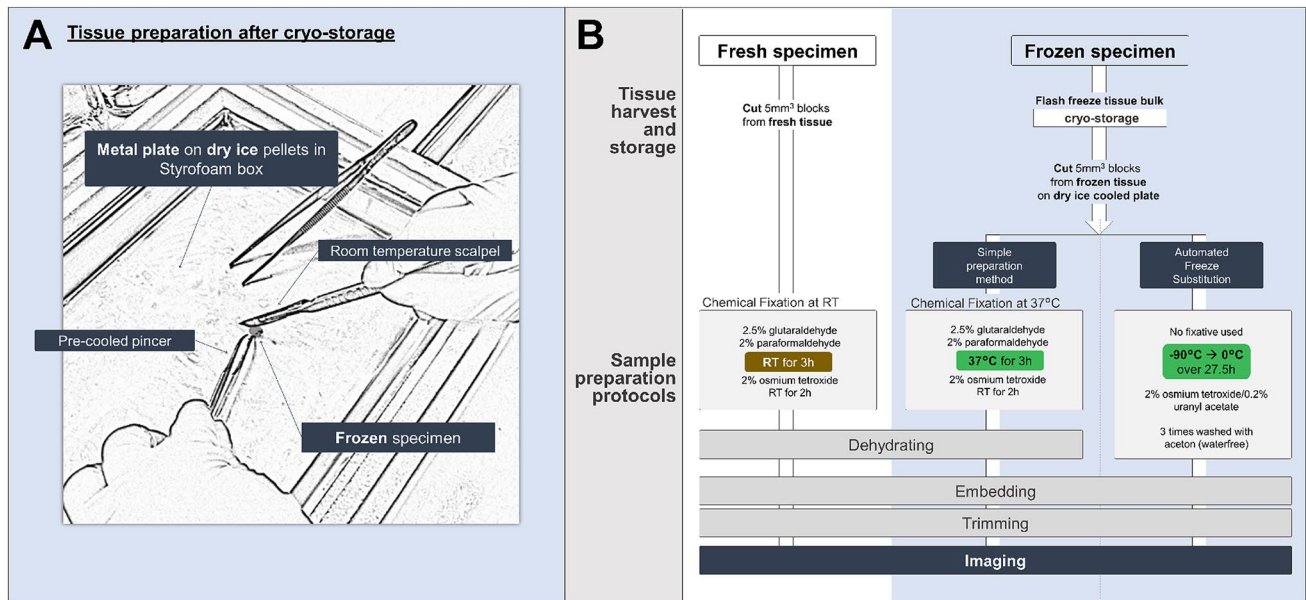 A
Tissue preparation after cryo-storage
Metal plate on dry ice pellets in
Styrofoam box
Room temperature scalpel
Pre-cooled pincer
Frozen specimen
B
Tissue
harvest
and
storage
Sample
preparation
protocols
Fresh specimen
Cut 5mm³ blocks
from fresh tissue
Frozen specimen
Flash freeze tissue bulk
cryo-storage
Cut 5mm³ blocks
from frozen tissue
on dry ice cooled plate
Simple
preparation
method
Automated
Freeze
Substitution
Chemical Fixation at RT
2.5% glutaraldehyde
2% paraformaldehyde
RT for 3h
2% osmium tetroxide
RT for 2h
Chemical Fixation at 37ºC
2.5% glutaraldehyde
2% paraformaldehyde
37ºC for 3h
2% osmium tetroxide
RT for 2h
No fixative used
-90ºC → 0ºC
over 27.5h
2% osmium tetroxide/0.2%
uranyl acetate
3 times washed with
aceton (waterfree)
Dehydrating
Embedding
Trimming
Imaging